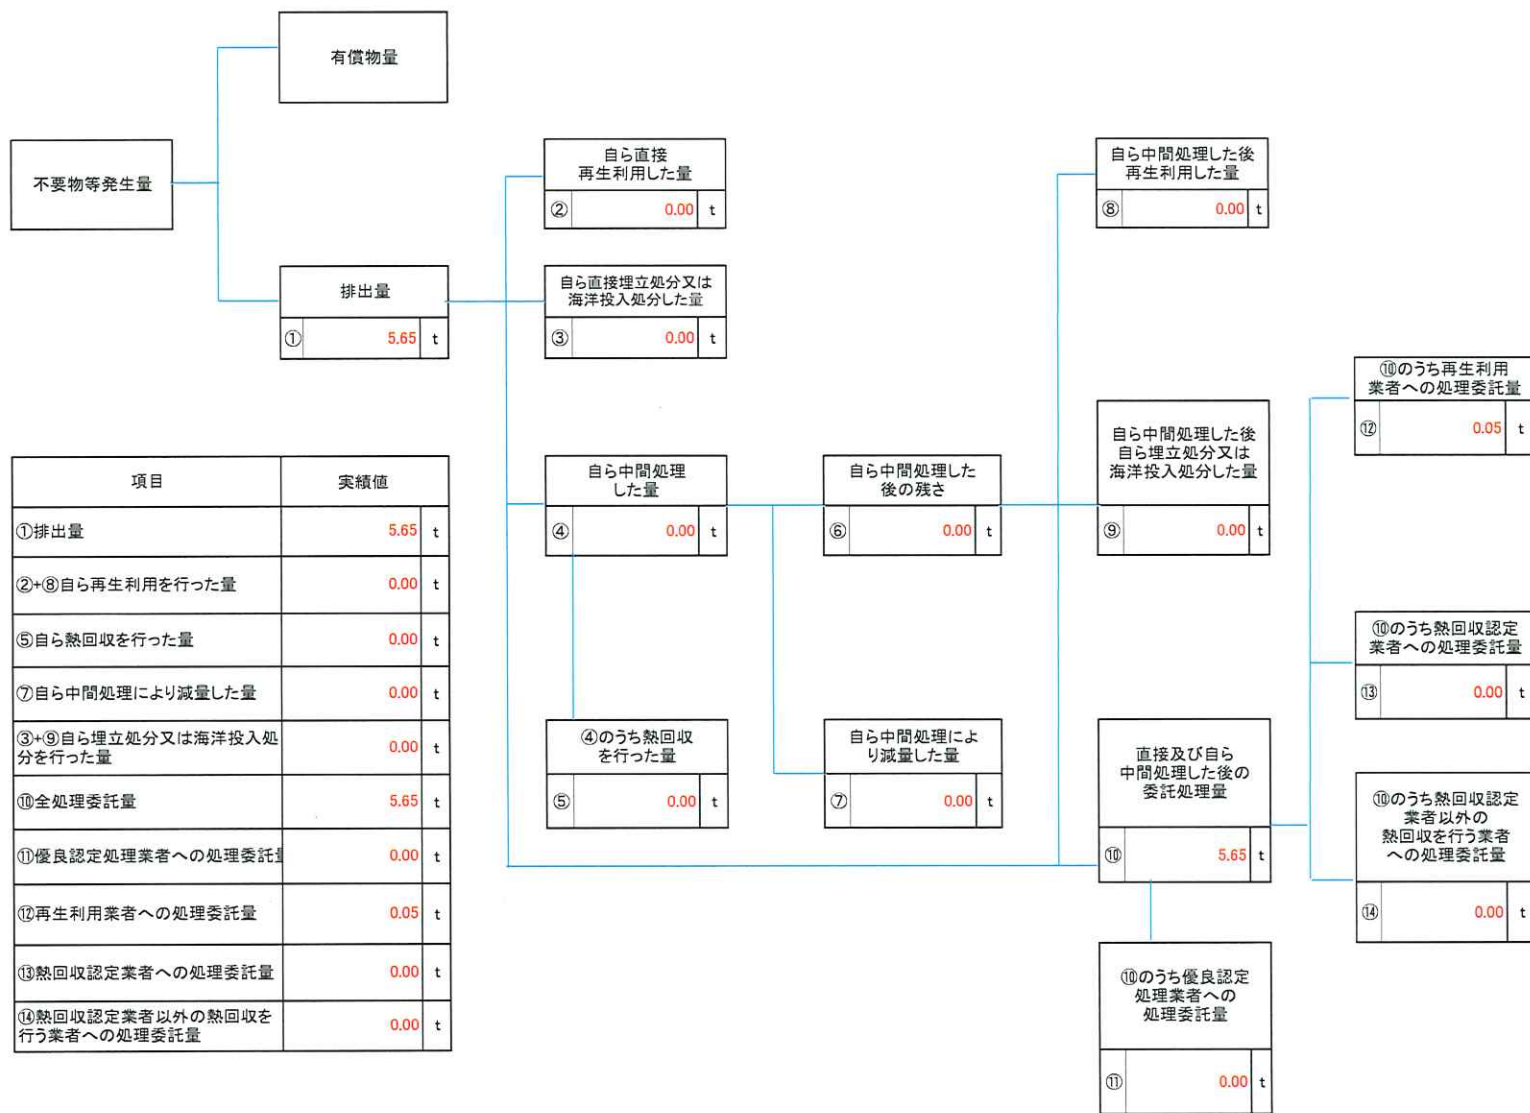 有償物量
不要物等発生量
排出量
① 5.65 t
自ら直接
再生利用した量
② 0.00 t
自ら直接埋立処分又は
海洋投入処分した量
③ 0.00 t
自ら中間処理
した量
④ 0.00 t
④のうち熱回収
を行った量
⑤ 0.00 t
自ら中間処理した
後の残さ
⑥ 0.00 t
自ら中間処理によ
り減量した量
⑦ 0.00 t
自ら中間処理した後
再生利用した量
⑧ 0.00 t
自ら中間処理した後
自ら埋立処分又は
海洋投入処分した量
⑨ 0.00 t
直接及び自ら
中間処理した後の
委託処理量
⑩ 5.65 t
⑩のうち優良認定
処理業者への
処理委託量
⑪ 0.00 t
⑩のうち再生利用
業者への処理委託量
⑫ 0.05 t
⑩のうち熱回収認定
業者への処理委託量
⑬ 0.00 t
⑩のうち熱回収認定
業者以外の
熱回収を行う業者
への処理委託量
⑭ 0.00 t
項目 実績値
①排出量 5.65 t
②+⑧自ら再生利用を行った量 0.00 t
⑤自ら熱回収を行った量 0.00 t
⑦自ら中間処理により減量した量 0.00 t
③+⑨自ら埋立処分又は海洋投入処
分を行った量 0.00 t
⑩全処理委託量 5.65 t
⑪優良認定処理業者への処理委託量 0.00 t
⑫再生利用業者への処理委託量 0.05 t
⑬熱回収認定業者への処理委託量 0.00 t
⑭熱回収認定業者以外の熱回収を
行う業者への処理委託量 0.00 t